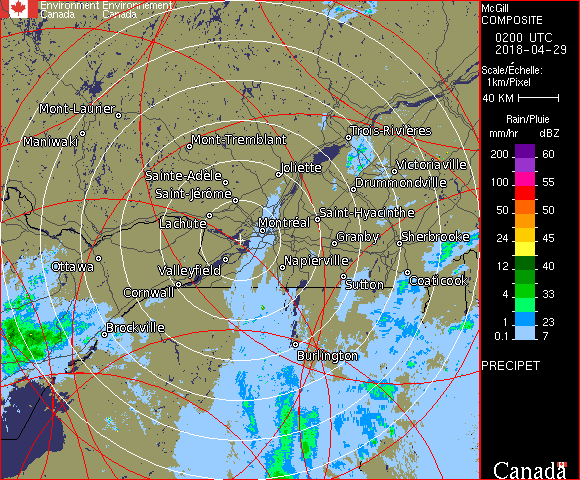 Environment Environnement
Canada Canada
McGill
COMPOSITE
0200 UTC
2018-04-29
Scale/Échelle:
1km/Pixel
40 KM
Rain/Pluie
mm/hr dBZ
200 60
100 55
50 50
24 45
12 40
4 33
1 23
0.1 7
PRECIPET
Canada
Mont-Laurier
Maniwaki
Mont-Tremblant
Trois-Rivières
Joliette
Victoriaville
Sainte-Adèle
Drummondville
Saint-Jérôme
Saint-Hyacinthe
Lachute
Montréal
Granby
Sherbrooke
Ottawa
Valleyfield
Napierville
Sutton
Coaticook
Cornwall
Brockville
Burlington